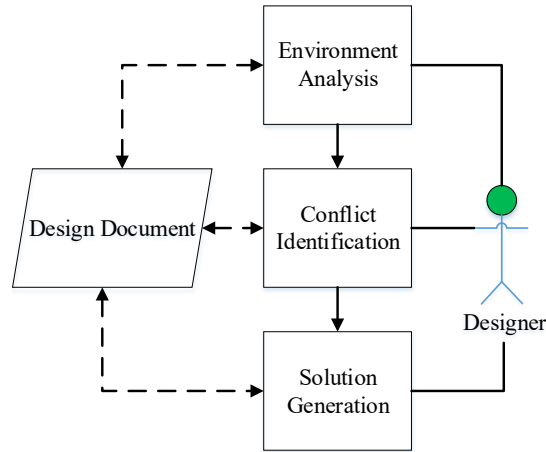 Environment
Analysis
Design Document
Conflict
Identification
Designer
Solution
Generation